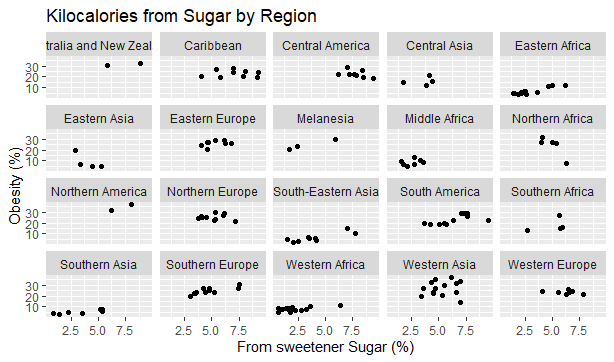 Kilocalories from Sugar by Region
tralia and New Zeal Caribbean Central America Central Asia Eastern Africa
30
20
10
Eastern Asia Eastern Europe Melanesia Middle Africa Northern Africa
30
20
10
Northern America Northern Europe South-Eastern Asia South America Southern Africa
30
20
10
Southern Asia Southern Europe Western Africa Western Asia Western Europe
30
20
10
2.5 5.0 7.5 2.5 5.0 7.5 2.5 5.0 7.5 2.5 5.0 7.5 2.5 5.0 7.5
From sweetener Sugar (%)
Obesity (%)